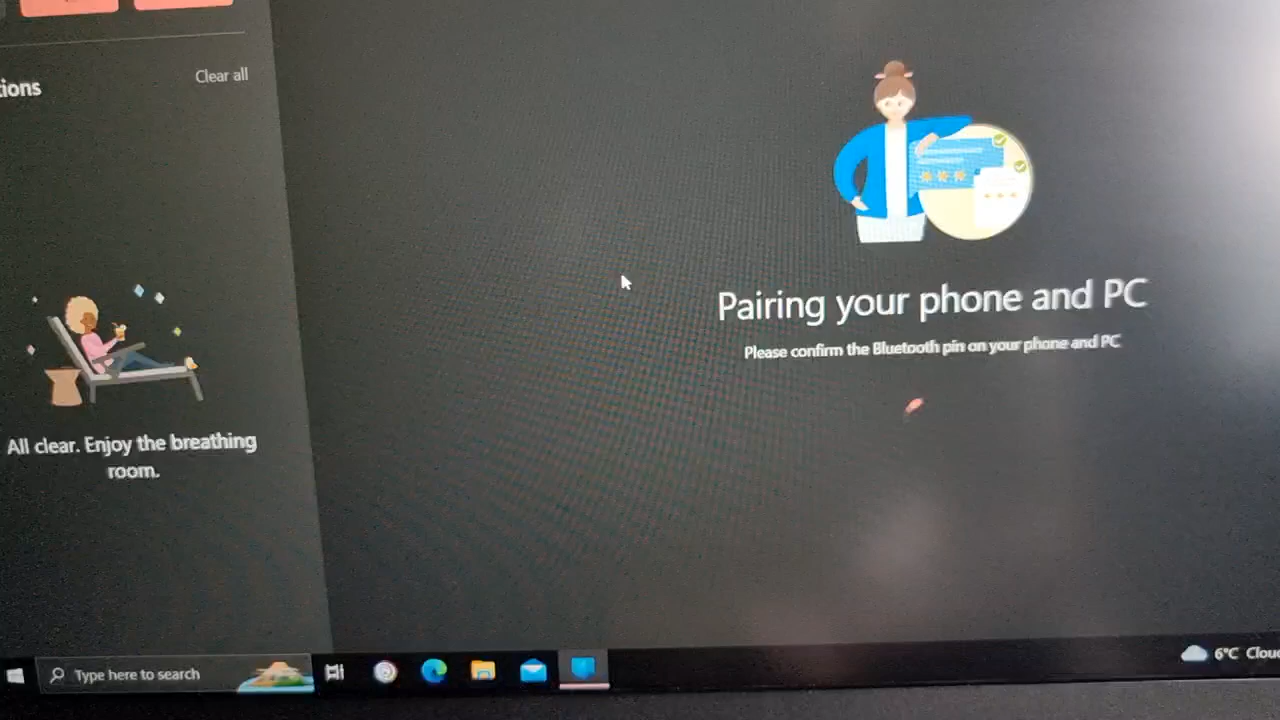 tions
Clear all
Pairing your phone and PC
Please confirm the Bluetooth pin on your phone and PC
All clear. Enjoy the breathing
room.
Type here to search
6°C Clou